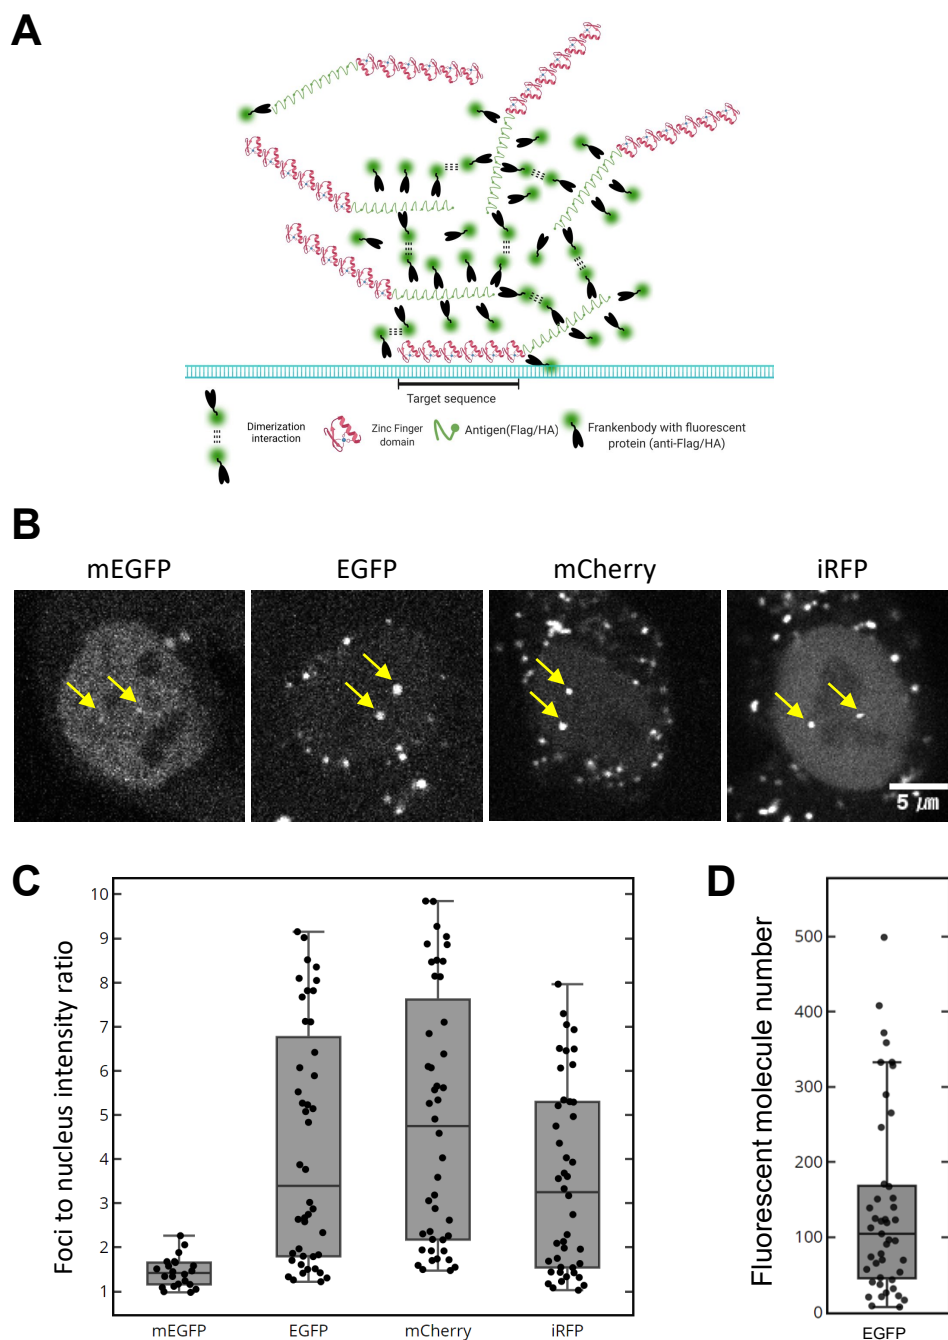 A
Target sequence
Dimerization
interaction
Zinc Finger
domain
Antigen(Flag/HA)
Frankenbody with fluorescent
protein (anti-Flag/HA)
B
mEGFP
EGFP
mCherry
iRFP
5 μm
C
Foci to nucleus intensity ratio
10
9
8
7
6
5
4
3
2
1
mEGFP
EGFP
mCherry
iRFP
D
Fluorescent molecule number
500
400
300
200
100
0
EGFP